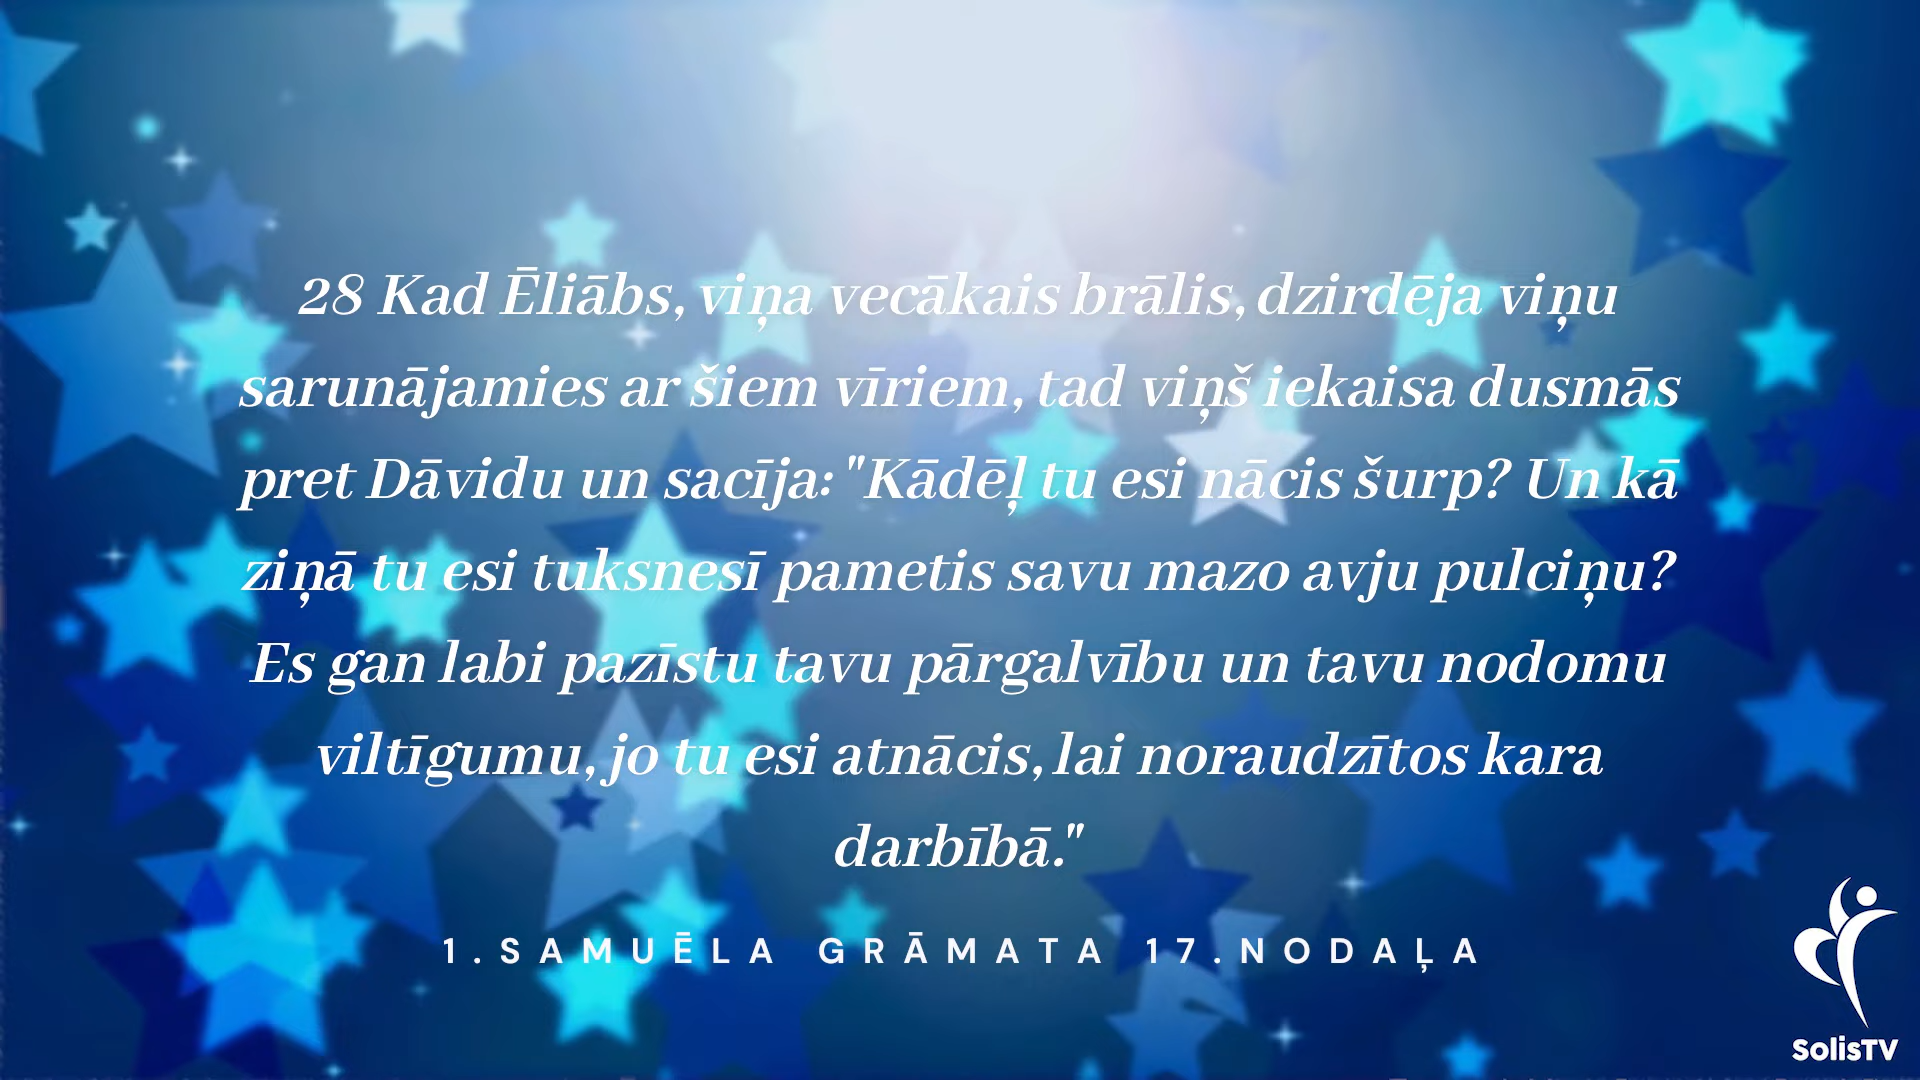 28 Kad Ēliābs, viņa vecākais brālis, dzirdēja viņu
sarunājamies ar šiem vīriem, tad viņš iekaisa dusmās
pret Dāvidu un sacīja: "Kādēļ tu esi nācis šurp? Un kā
ziņā tu esi tuksnesī pametis savu mazo avju pulciņu?
Es gan labi pazīstu tavu pārgalvību un tavu nodomu
viltīgumu, jo tu esi atnācis, lai noraudzītos kara
darbībā."
1.SAMUĒLA GRĀMATA 17.NODAĻA
SolisTV